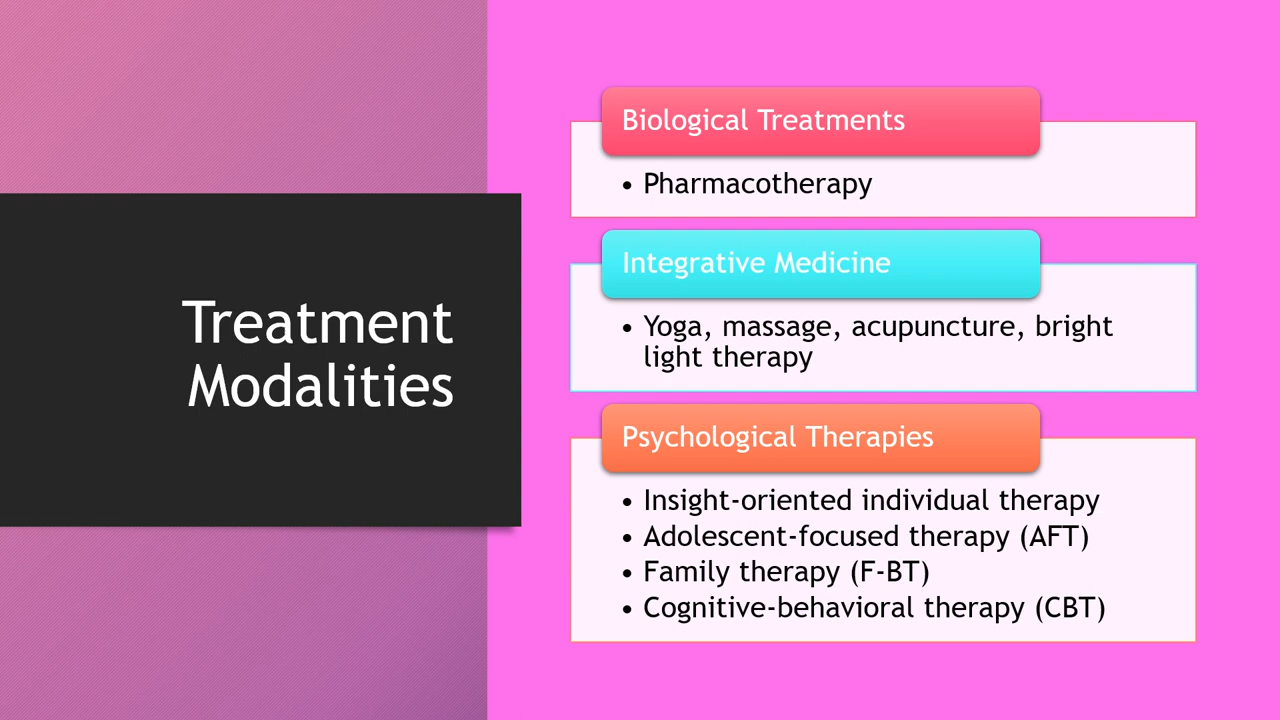 Treatment
Modalities
Biological Treatments
• Pharmacotherapy
Integrative Medicine
• Yoga, massage, acupuncture, bright
light therapy
Psychological Therapies
• Insight-oriented individual therapy
• Adolescent-focused therapy (AFT)
• Family therapy (F-BT)
• Cognitive-behavioral therapy (CBT)